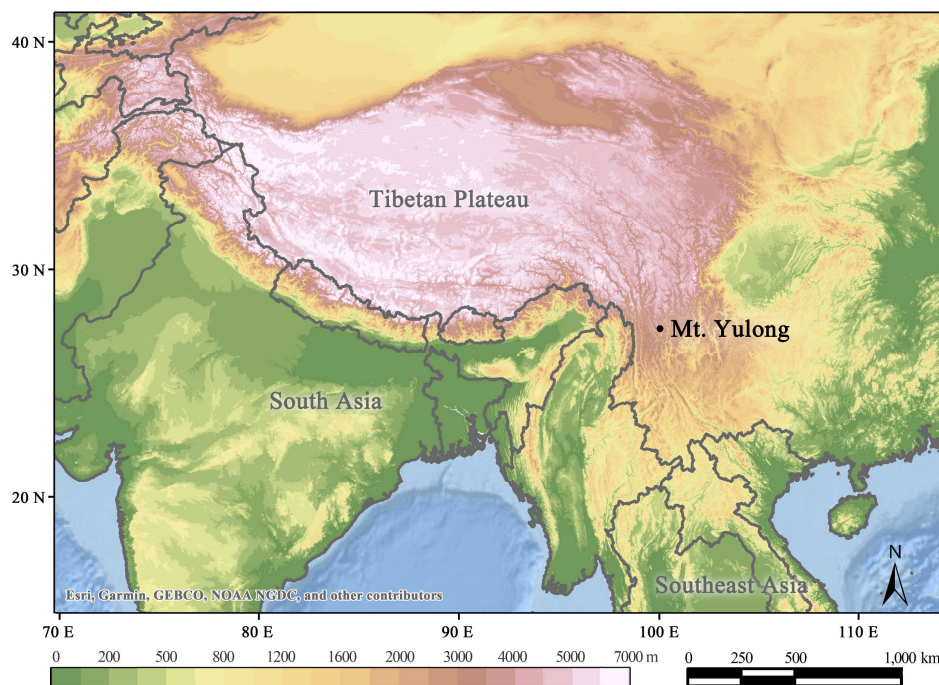 40 N
Tibetan Plateau
30 N
Mt. Yulong
South Asia
20 N
N
Southeast Asia
Esri, Garmin, GEBCO, NOAA NGDC, and other contributors
70 E 80 E 90 E 100 E 110 E
0 200 500 800 1200 1600 2000 3000 4000 5000 7000 m
0 250 500 1,000 km